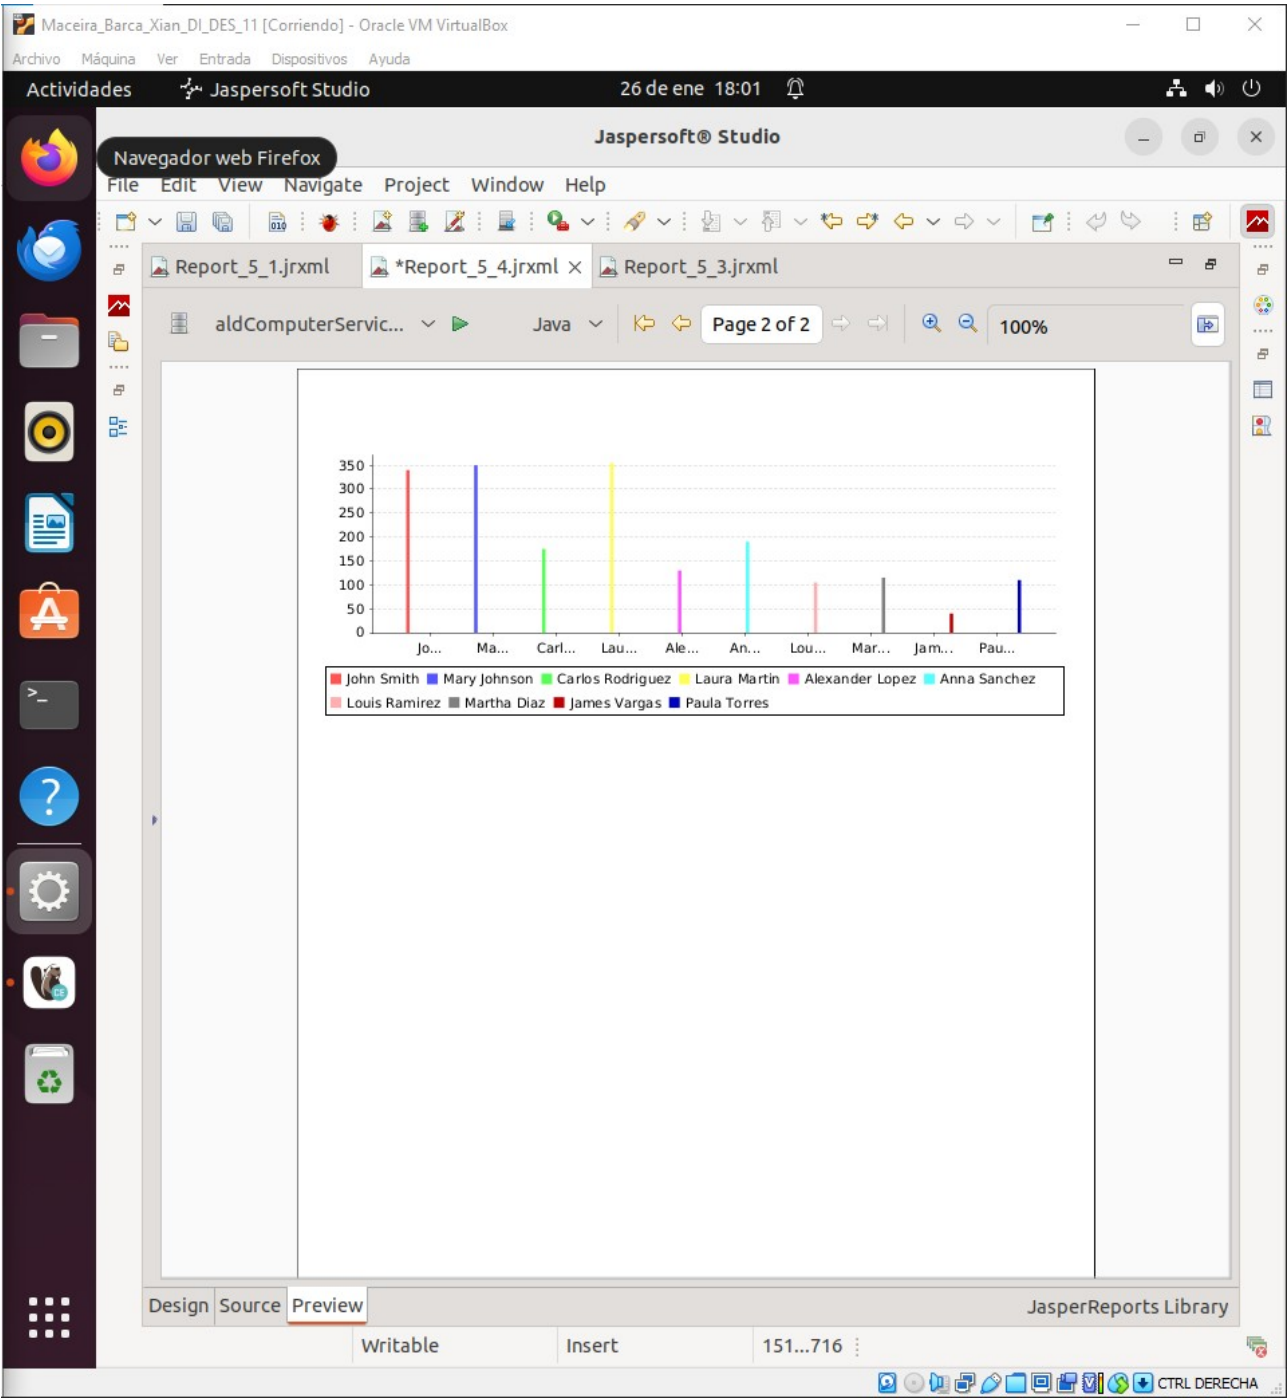 Maceira_Barca_Xian_DI_DES_11 [Corriendo] - Oracle VM VirtualBox
Archivo Máquina Ver Entrada Dispositivos Ayuda
Actividades Jaspersoft Studio 26 de ene 18:01
Jaspersoft® Studio
Navegador web Firefox
File Edit View Navigate Project Window Help
Report_5_1.jrxml *Report_5_4.jrxml Report_5_3.jrxml
aldComputerServic... Java Page 2 of 2 100%
350
300
250
200
150
100
50
0
Jo... Ma... Carl... Lau... Ale... An... Lou... Mar... Jam... Pau...
John Smith Mary Johnson Carlos Rodriguez Laura Martin Alexander Lopez Anna Sanchez
Louis Ramirez Martha Diaz James Vargas Paula Torres
Design Source Preview JasperReports Library
Writable Insert 151...716
CTRL DERECHA